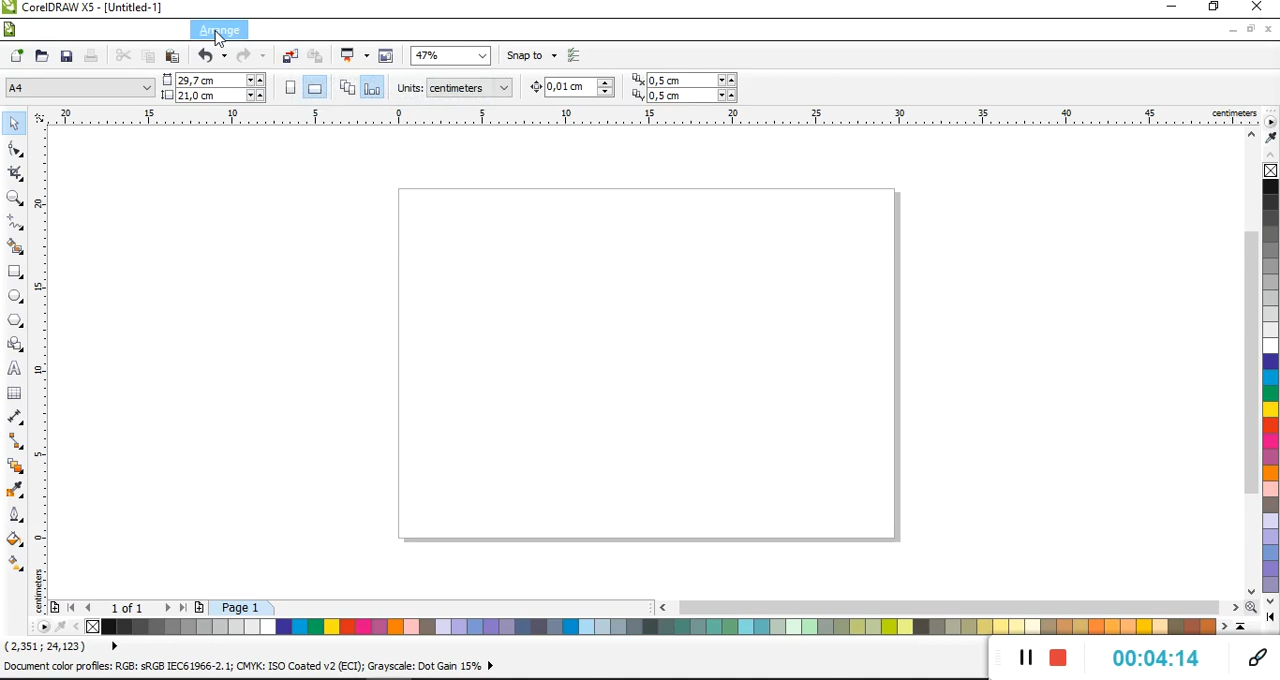 CorelDRAW X5 - [Untitled-1]
Arrange
47%
Snap to
A4
29,7 cm
21,0 cm
Units: centimeters
0,01 cm
0,5 cm
0,5 cm
20 15 10 5 0 5 10 15 20 25 30 35 40 45 centimeters
20
15
10
5
0
centimeters
1 of 1
Page 1
( 2,351 ; 24,123 )
Document color profiles: RGB: sRGB IEC61966-2.1; CMYK: ISO Coated v2 (ECI); Grayscale: Dot Gain 15%
00:04:14